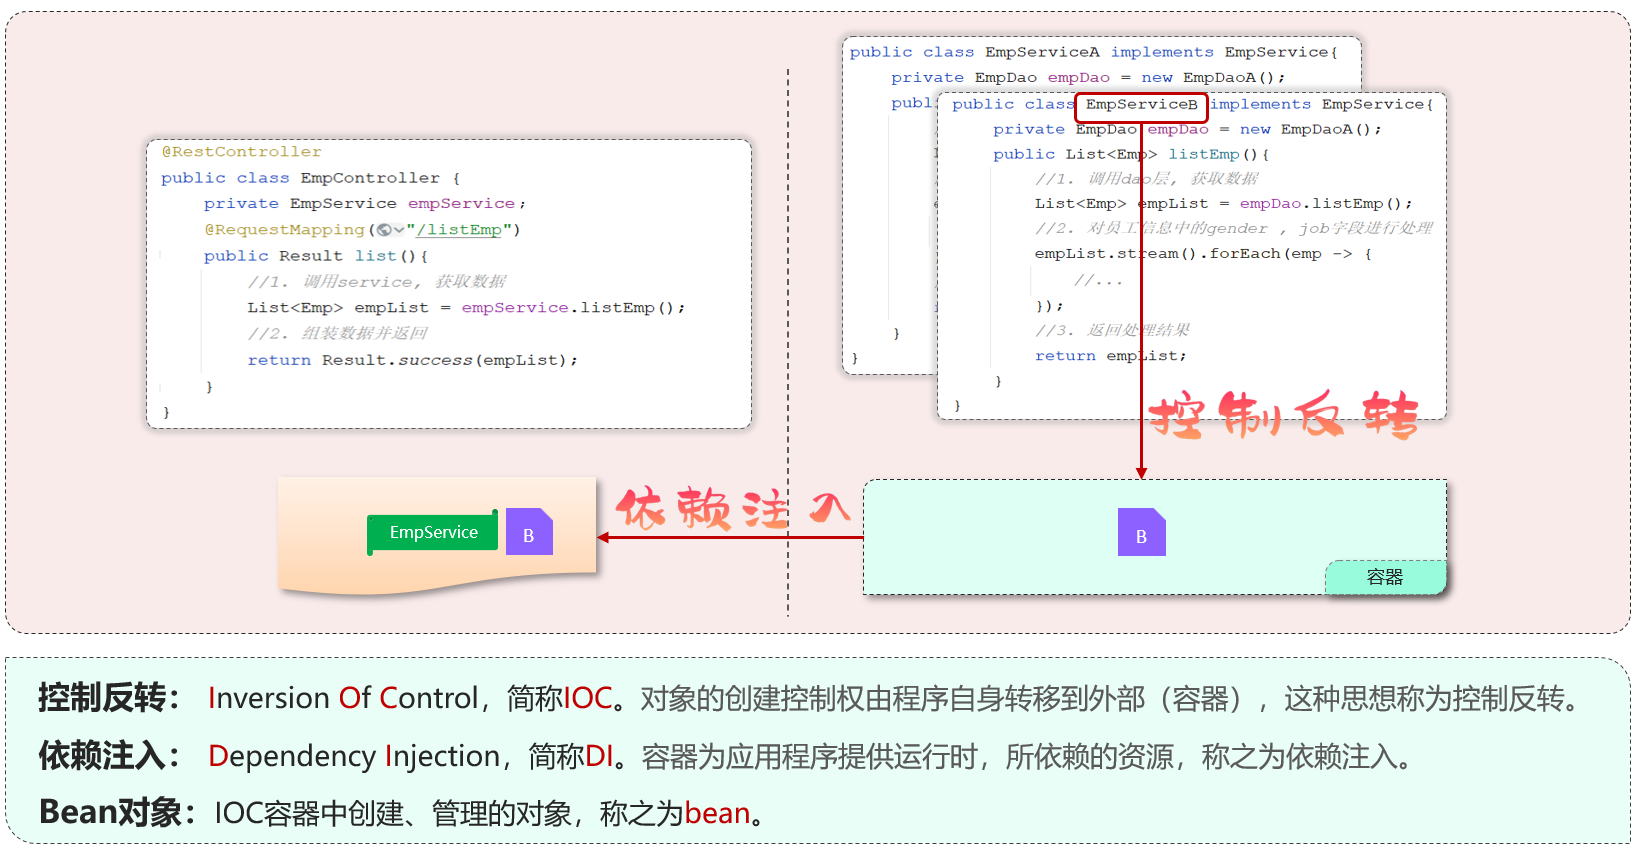 @RestController
public class EmpController {
private EmpService empService;
@RequestMapping("/listEmp")
public Result list(){
//1. 调用service, 获取数据
List<Emp> empList = empService.listEmp();
//2. 组装数据并返回
return Result.success(empList);
}
}
public class EmpServiceA implements EmpService{
private EmpDao empDao = new EmpDaoA();
publi
}
}
public class EmpServiceB implements EmpService{
private EmpDao empDao = new EmpDaoA();
public List<Emp> listEmp(){
//1. 调用dao层, 获取数据
List<Emp> empList = empDao.listEmp();
//2. 对员工信息中的gender , job字段进行处理
empList.stream().forEach(emp -> {
//...
});
//3. 返回处理结果
return empList;
}
}
控制反转
依赖注入
EmpService
B
B
容器
控制反转： Inversion Of Control，简称IOC。对象的创建控制权由程序自身转移到外部（容器），这种思想称为控制反转。
依赖注入： Dependency Injection，简称DI。容器为应用程序提供运行时，所依赖的资源，称之为依赖注入。
Bean对象：IOC容器中创建、管理的对象，称之为bean。